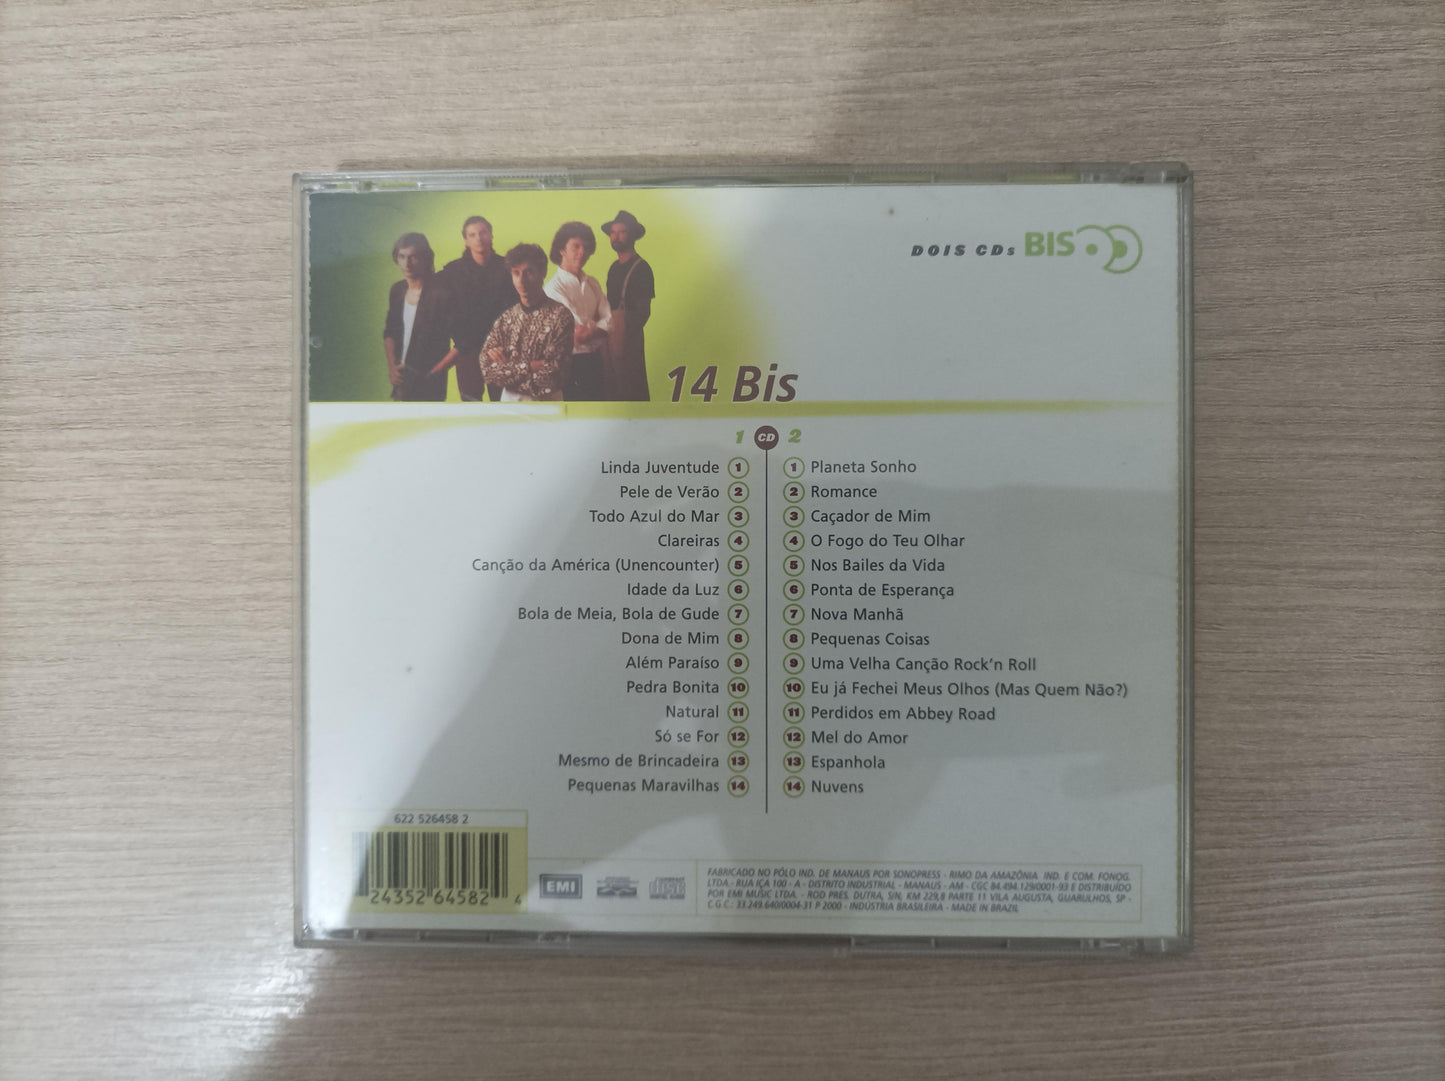 DOIS CDs BIS
14 Bis
1 CD 2
Linda Juventude 1
Pele de Verão 2
Todo Azul do Mar 3
Clareiras 4
Canção da América (Unencounter) 5
Idade da Luz 6
Bola de Meia, Bola de Gude 7
Dona de Mim 8
Além Paraíso 9
Pedra Bonita 10
Natural 11
Só se For 12
Mesmo de Brincadeira 13
Pequenas Maravilhas 14
1 Planeta Sonho
2 Romance
3 Caçador de Mim
4 O Fogo do Teu Olhar
5 Nos Bailes da Vida
6 Ponta de Esperança
7 Nova Manhã
8 Pequenas Coisas
9 Uma Velha Canção Rock'n Roll
10 Eu já Fechei Meus Olhos (Mas Quem Não?)
11 Perdidos em Abbey Road
12 Mel do Amor
13 Espanhola
14 Nuvens
622 526458 2
24352 64582 4
EMI
FABRICADO NO PÓLO IND. DE MANAUS POR SONOPRESS - RIMO DA AMAZÔNIA IND. E COM. FONOG.
LTDA - RUA IÇA 100 - A - DISTRITO INDUSTRIAL - MANAUS - AM - CGC 84.494.129/0001-93 E DISTRIBUÍDO
POR EMI MUSIC LTDA. - ROD PRES. DUTRA, S/N, KM 229,8 PARTE 11 VILA AUGUSTA, GUARULHOS, SP -
C.G.C.: 33.249.640/0004-31 P 2000 - INDÚSTRIA BRASILEIRA - MADE IN BRAZIL